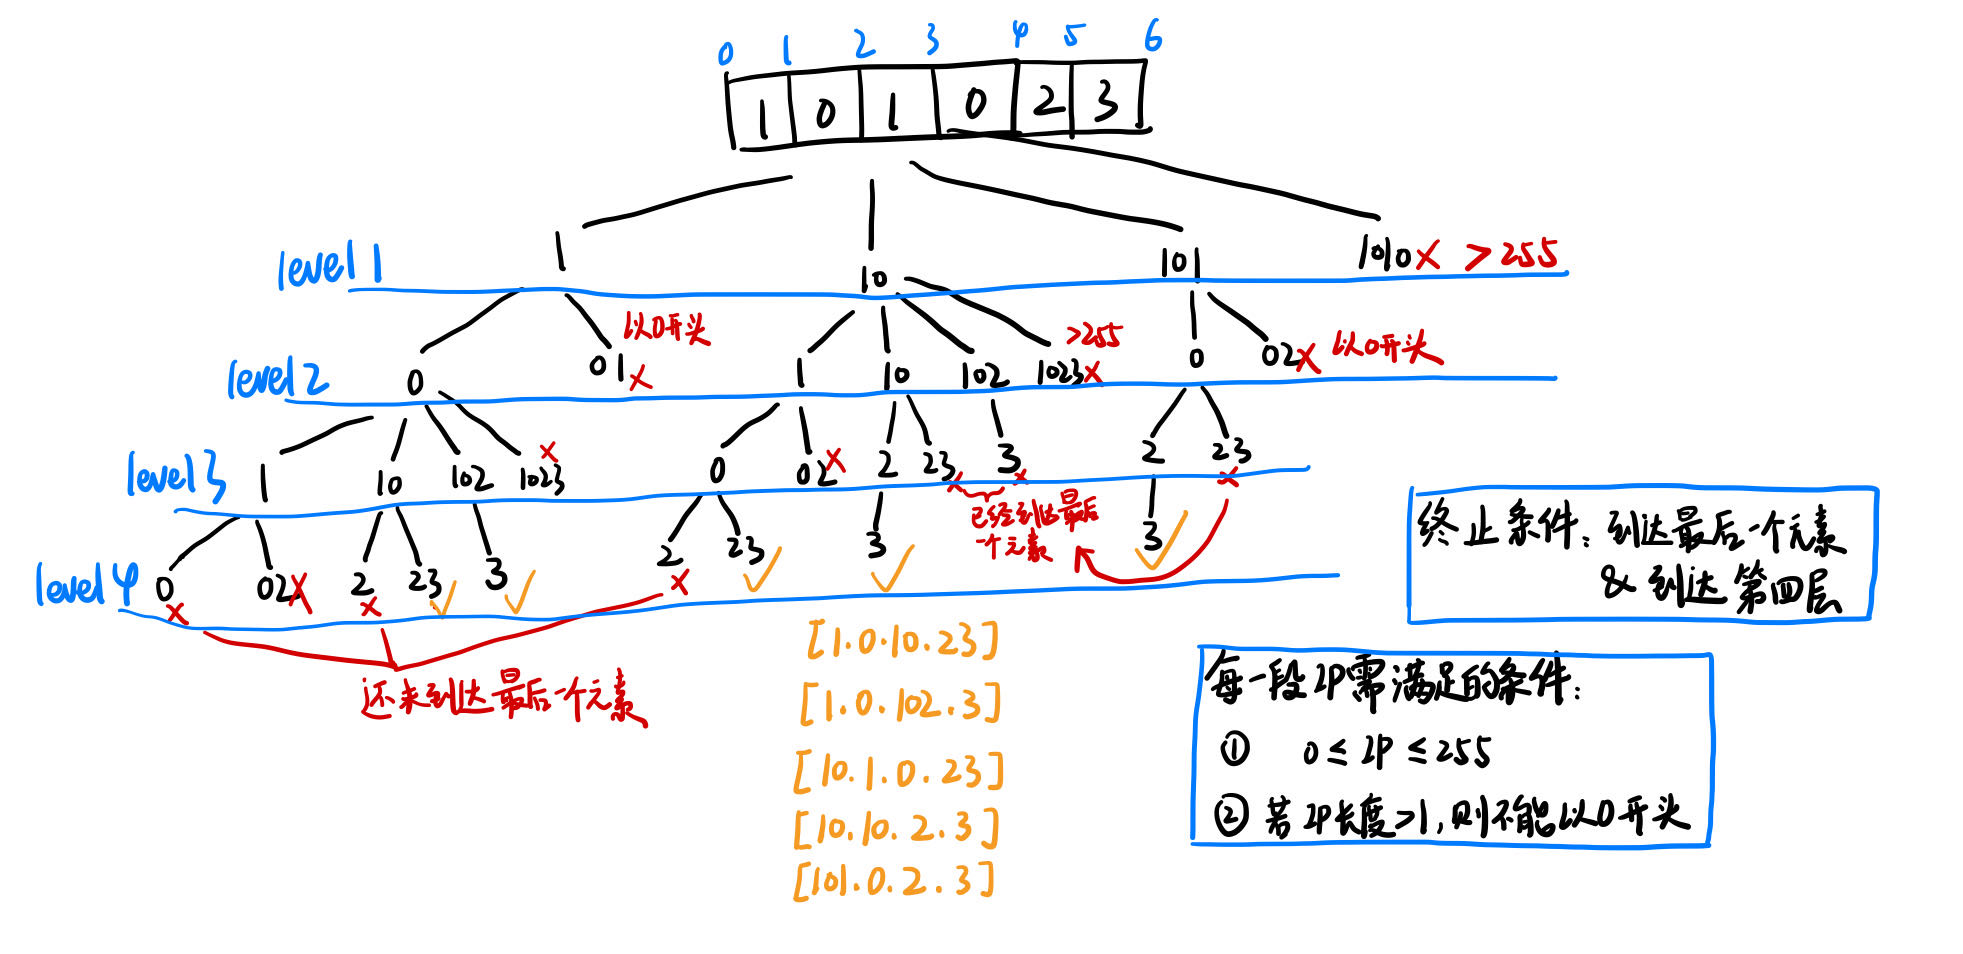 0 1 2 3 4 5 6
1 0 1 0 2 3
level 1 1 10 101 1010 × > 255
以0开头 >255
level 2 0 01 × 1 10 102 1023 × 0 02 × 以0开头
level 3 1 10 102 1023 × 0 02 × 2 23 × 3 × 2 23 ×
已经到达最后
一个元素
level 4 0 × 02 × 2 × 23 ✓ 3 ✓ 2 × 23 ✓ 3 ✓ 3 ✓
还未到达最后一个元素
终止条件: 到达最后一个元素
& 到达第四层
[1.0.10.23]
[1.0.102.3]
[10.1.0.23]
[10.10.2.3]
[101.0.2.3]
每一段IP需满足的条件:
① 0 ≤ IP ≤ 255
② 若IP长度>1, 则不能以0开头